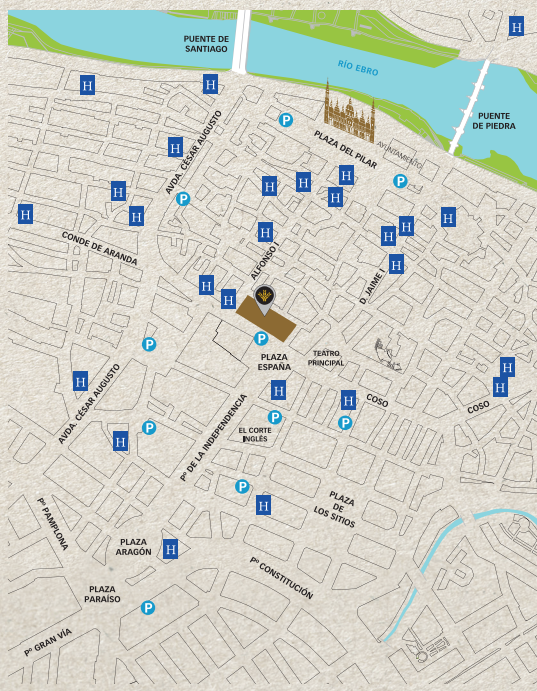 H
PUENTE DE
SANTIAGO
RÍO EBRO
H
H
PUENTE
DE PIEDRA
P
AVDA. CÉSAR AUGUSTO
H
PLAZA DEL PILAR
AYUNTAMIENTO
H
H
H
H
P
H
P
H
H
H
H
H
H
H
CONDE DE ARANDA
ALFONSO I
H
D. JAIME I
H
H
P
P
PLAZA
ESPAÑA
TEATRO
PRINCIPAL
H
H
H
AVDA. CÉSAR AUGUSTO
H
H
COSO
COSO
Pº DE LA INDEPENDENCIA
P
P
P
EL CORTE
INGLÉS
H
P
H
PLAZA
DE
LOS SITIOS
Pº PAMPLONA
PLAZA
ARAGÓN
H
Pº CONSTITUCIÓN
PLAZA
PARAÍSO
P
Pº GRAN VÍA